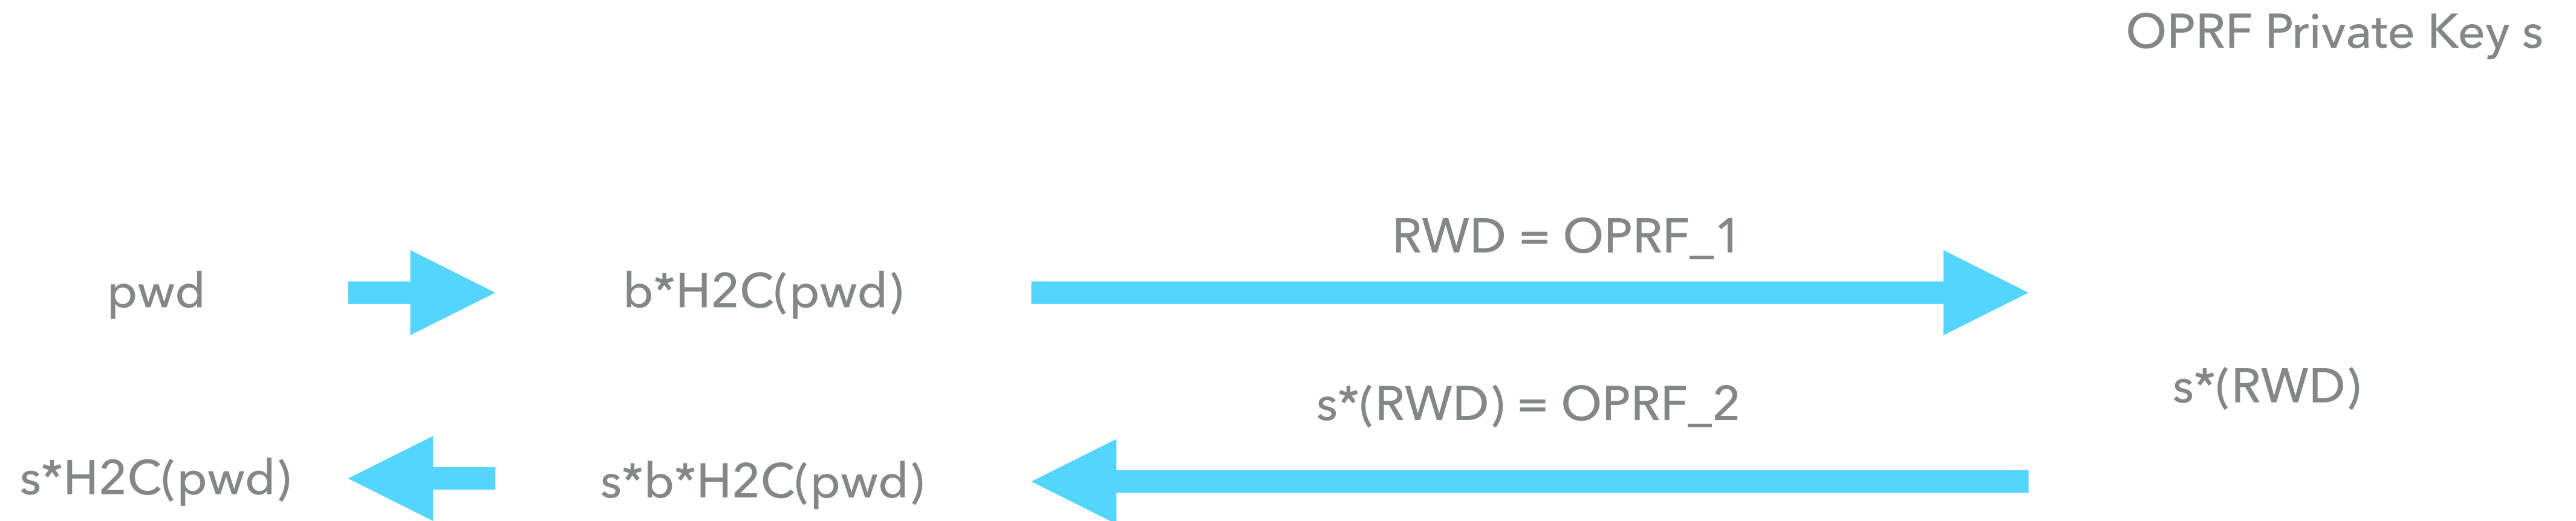 OPRF Private Key s
RWD = OPRF_1
pwd
b*H2C(pwd)
s*(RWD)
s*(RWD) = OPRF_2
s*H2C(pwd)
s*b*H2C(pwd)